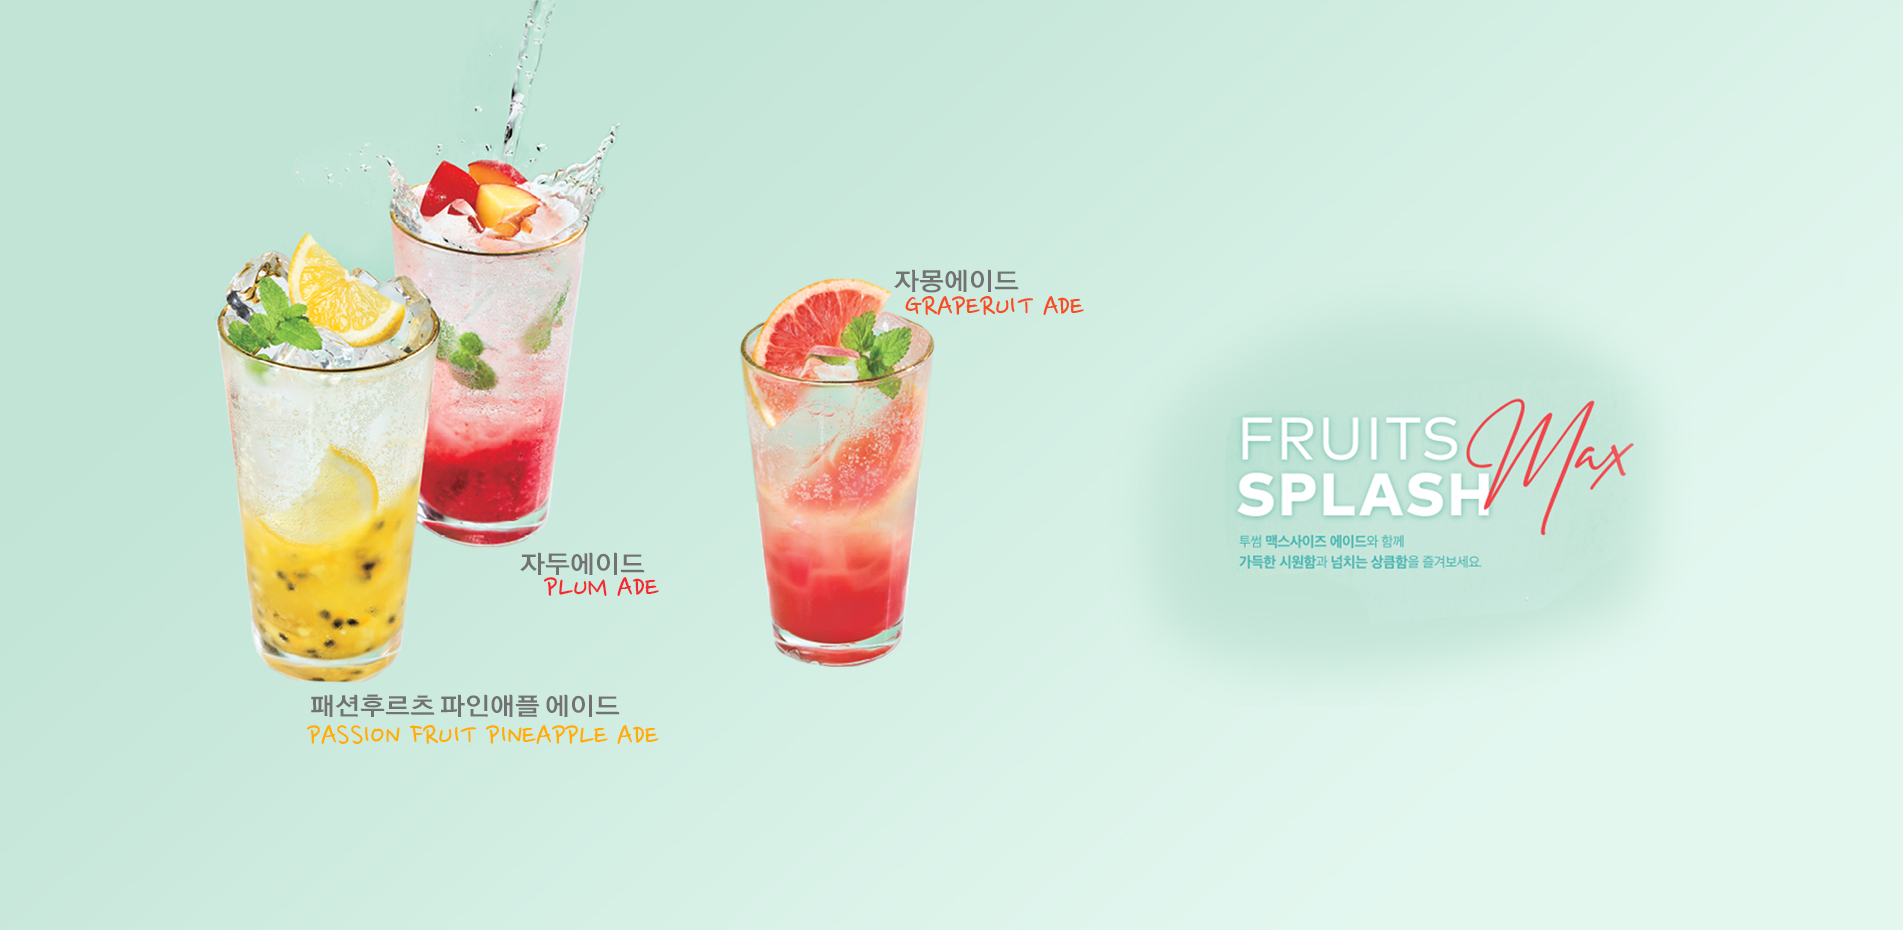 자몽에이드
GRAPERUIT ADE
자두에이드
PLUM ADE
패션후르츠 파인애플 에이드
PASSION FRUIT PINEAPPLE ADE
FRUITS Max
SPLASH
투썸 맥스사이즈 에이드와 함께
가득한 시원함과 넘치는 상큼함을 즐겨보세요.